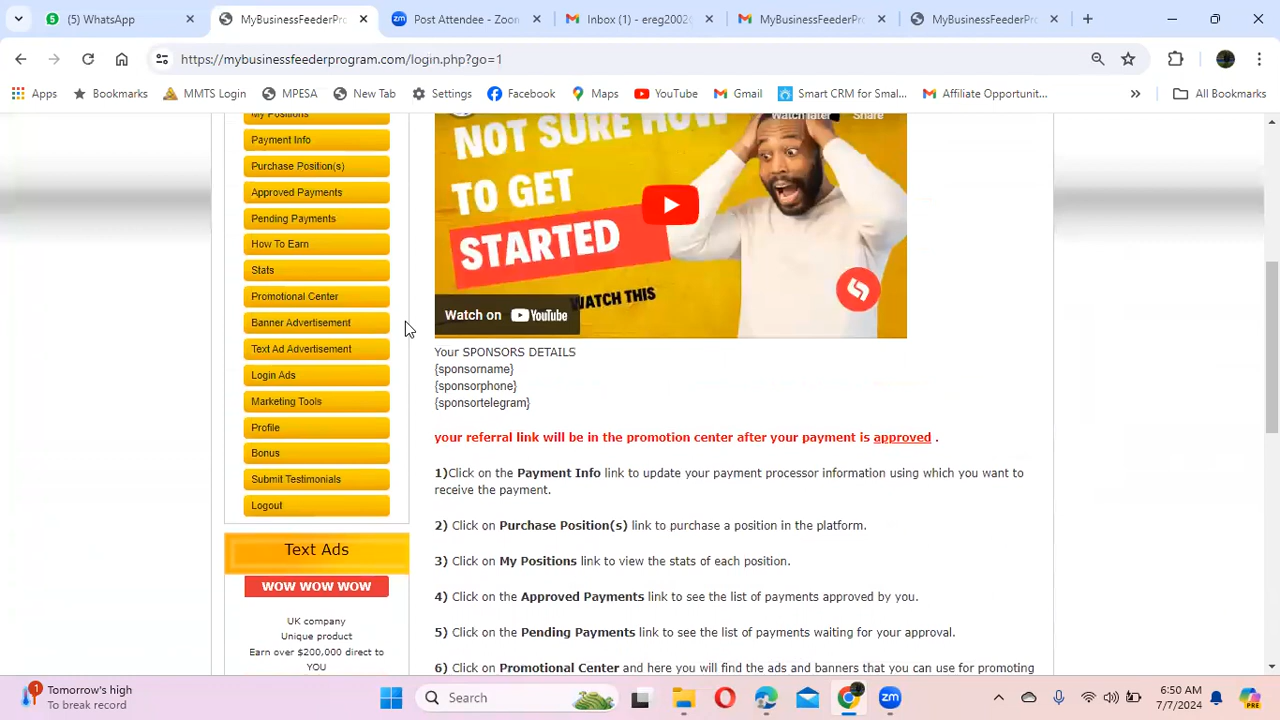 (5) WhatsApp
MyBusinessFeederPro
Post Attendee - Zoom
Inbox (1) - ereg2002@
MyBusinessFeederPro
MyBusinessFeederPro
https://mybusinessfeederprogram.com/login.php?go=1
Apps
Bookmarks
MMTS Login
MPESA
New Tab
Settings
Facebook
Maps
YouTube
Gmail
Smart CRM for Smal...
Affiliate Opportunit...
All Bookmarks
My Positions
Payment Info
Purchase Position(s)
Approved Payments
Pending Payments
How To Earn
Stats
Promotional Center
Banner Advertisement
Text Ad Advertisement
Login Ads
Marketing Tools
Profile
Bonus
Submit Testimonials
Logout
Text Ads
WOW WOW WOW
UK company
Unique product
Earn over $200,000 direct to
YOU
Watch later
Share
NOT SURE HOW
TO GET
STARTED
WATCH THIS
Watch on YouTube
Your SPONSORS DETAILS
{sponsorname}
{sponsorphone}
{sponsortelegram}
your referral link will be in the promotion center after your payment is approved .
1)Click on the Payment Info link to update your payment processor information using which you want to
receive the payment.
2) Click on Purchase Position(s) link to purchase a position in the platform.
3) Click on My Positions link to view the stats of each position.
4) Click on the Approved Payments link to see the list of payments approved by you.
5) Click on the Pending Payments link to see the list of payments waiting for your approval.
6) Click on Promotional Center and here you will find the ads and banners that you can use for promoting
1
Tomorrow's high
To break record
Search
6:50 AM
7/7/2024